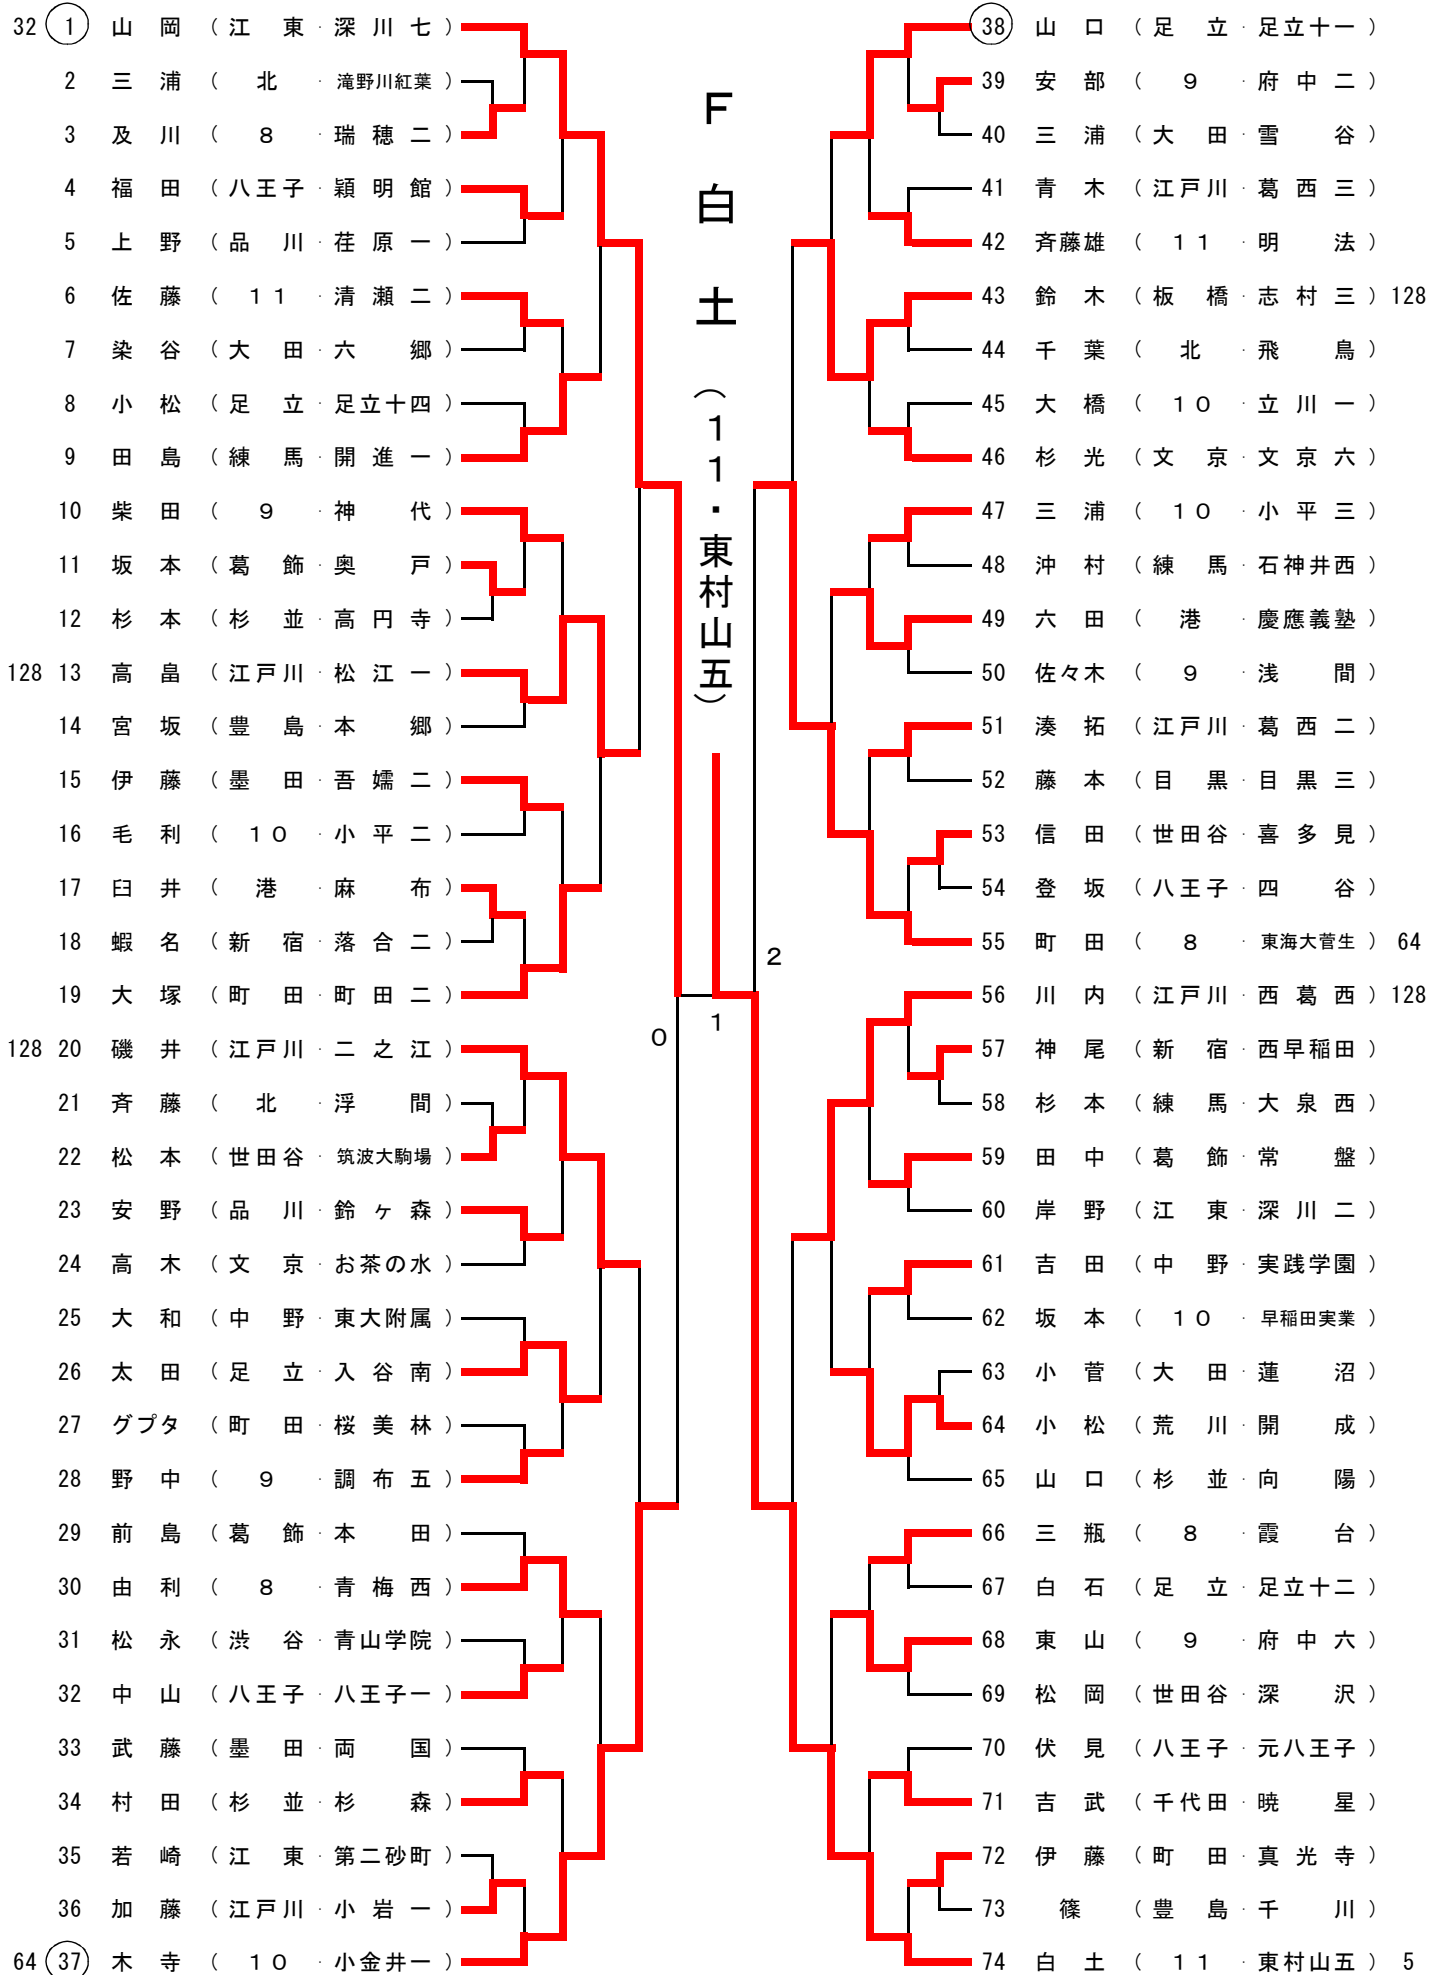 32 1 山岡 (江東・深川七)
2 三浦 (北・滝野川紅葉)
3 及川 (8・瑞穂二)
4 福田 (八王子・穎明館)
5 上野 (品川・荏原一)
6 佐藤 (11・清瀬二)
7 染谷 (大田・六郷)
8 小松 (足立・足立十四)
9 田島 (練馬・開進一)
10 柴田 (9・神代)
11 坂本 (葛飾・奥戸)
12 杉本 (杉並・高円寺)
128 13 高畠 (江戸川・松江一)
14 宮坂 (豊島・本郷)
15 伊藤 (墨田・吾嬬二)
16 毛利 (10・小平二)
17 臼井 (港・麻布)
18 蝦名 (新宿・落合二)
19 大塚 (町田・町田二)
128 20 磯井 (江戸川・二之江)
21 斉藤 (北・浮間)
22 松本 (世田谷・筑波大駒場)
23 安野 (品川・鈴ヶ森)
24 高木 (文京・お茶の水)
25 大和 (中野・東大附属)
26 太田 (足立・入谷南)
27 グプタ (町田・桜美林)
28 野中 (9・調布五)
29 前島 (葛飾・本田)
30 由利 (8・青梅西)
31 松永 (渋谷・青山学院)
32 中山 (八王子・八王子一)
33 武藤 (墨田・両国)
34 村田 (杉並・杉森)
35 若崎 (江東・第二砂町)
36 加藤 (江戸川・小岩一)
64 37 木寺 (10・小金井一)
F白土(11・東村山五)
0
1
2
38 山口 (足立・足立十一)
39 安部 (9・府中二)
40 三浦 (大田・雪谷)
41 青木 (江戸川・葛西三)
42 斉藤雄 (11・明法)
43 鈴木 (板橋・志村三) 128
44 千葉 (北・飛鳥)
45 大橋 (10・立川一)
46 杉光 (文京・文京六)
47 三浦 (10・小平三)
48 沖村 (練馬・石神井西)
49 六田 (港・慶應義塾)
50 佐々木 (9・浅間)
51 湊拓 (江戸川・葛西二)
52 藤本 (目黒・目黒三)
53 信田 (世田谷・喜多見)
54 登坂 (八王子・四谷)
55 町田 (8・東海大菅生) 64
56 川内 (江戸川・西葛西) 128
57 神尾 (新宿・西早稲田)
58 杉本 (練馬・大泉西)
59 田中 (葛飾・常盤)
60 岸野 (江東・深川二)
61 吉田 (中野・実践学園)
62 坂本 (10・早稲田実業)
63 小菅 (大田・蓮沼)
64 小松 (荒川・開成)
65 山口 (杉並・向陽)
66 三瓶 (8・霞台)
67 白石 (足立・足立十二)
68 東山 (9・府中六)
69 松岡 (世田谷・深沢)
70 伏見 (八王子・元八王子)
71 吉武 (千代田・暁星)
72 伊藤 (町田・真光寺)
73 篠 (豊島・千川)
74 白土 (11・東村山五) 5